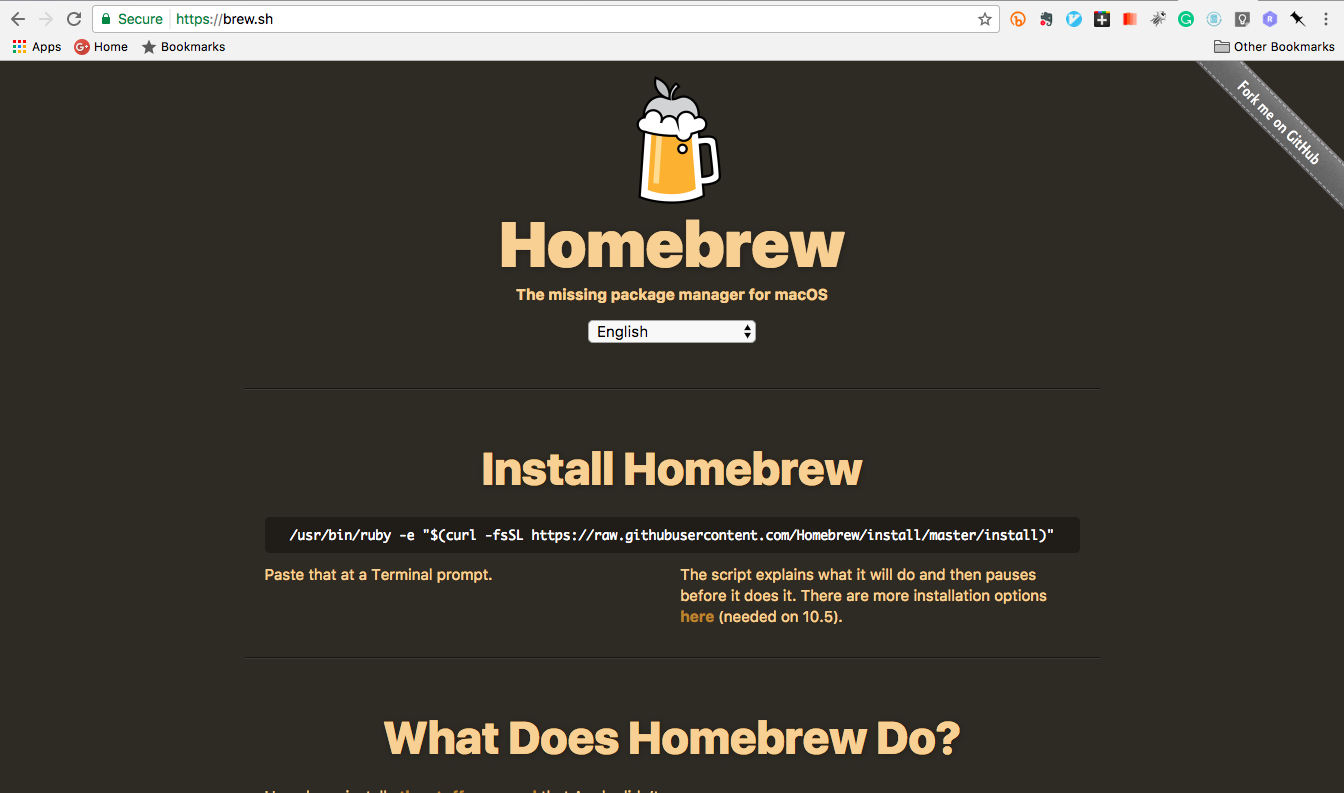 Secure https://brew.sh
Apps Home Bookmarks Other Bookmarks
Fork me on GitHub
Homebrew
The missing package manager for macOS
English
Install Homebrew
/usr/bin/ruby -e "$(curl -fsSL https://raw.githubusercontent.com/Homebrew/install/master/install)"
Paste that at a Terminal prompt.
The script explains what it will do and then pauses
before it does it. There are more installation options
here (needed on 10.5).
What Does Homebrew Do?